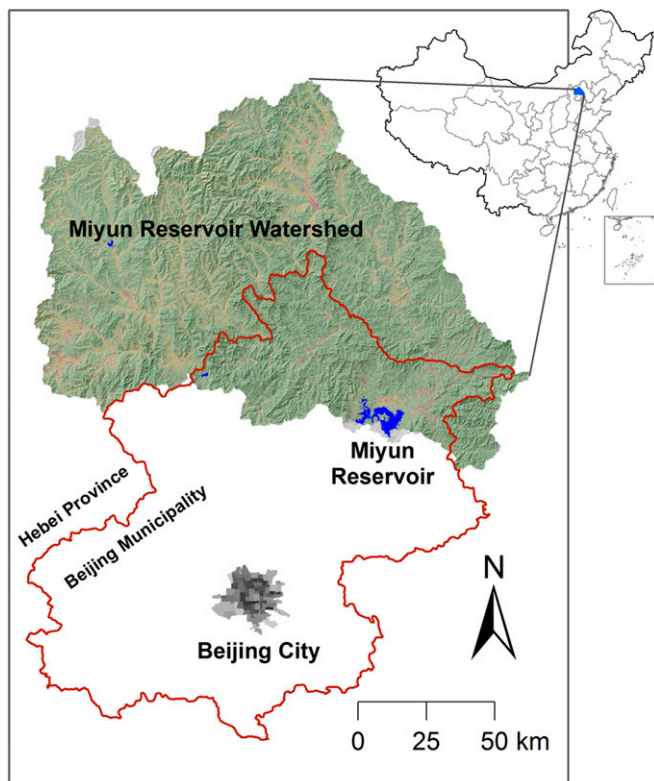 Miyun Reservoir Watershed
Miyun
Reservoir
Hebei Province
Beijing Municipality
Beijing City
N
0 25 50 km